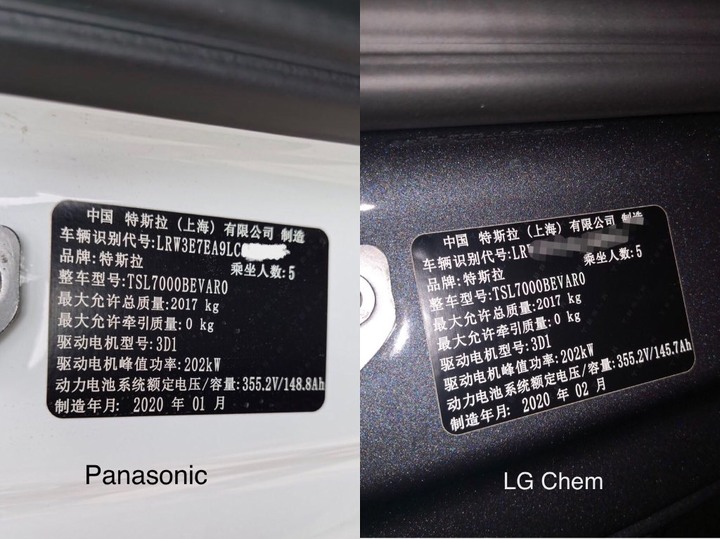 中国 特斯拉（上海）有限公司 制造
车辆识别代号:LRW3E7EA9LC
品牌:特斯拉 乘坐人数:5
整车型号:TSL7000BEVAR0
最大允许总质量:2017 kg
最大允许牵引质量:0 kg
驱动电机型号:3D1
驱动电机峰值功率:202kW
动力电池系统额定电压/容量:355.2V/148.8Ah
制造年月: 2020 年 01 月
Panasonic
中国 特斯拉（上海）有限公司 制造
车辆识别代号:LR
品牌:特斯拉 乘坐人数:5
整车型号:TSL7000BEVAR0
最大允许总质量:2017 kg
最大允许牵引质量:0 kg
驱动电机型号:3D1
驱动电机峰值功率:202kW
动力电池系统额定电压/容量:355.2V/145.7Ah
制造年月: 2020 年 02 月
LG Chem